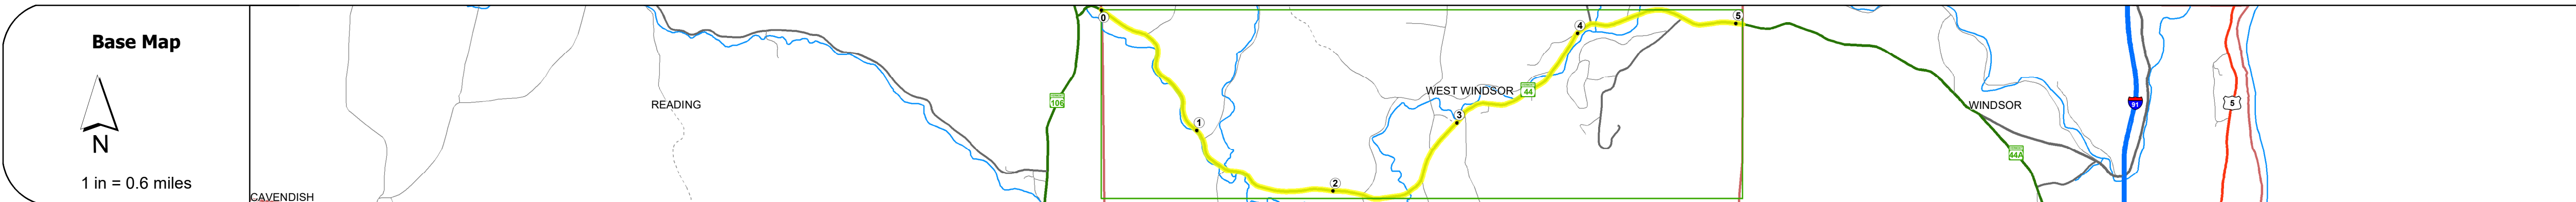 Base Map
N
1 in = 0.6 miles
CAVENDISH
READING
106
0
1
2
3
4
5
WEST WINDSOR
44
WINDSOR
44A
91
5